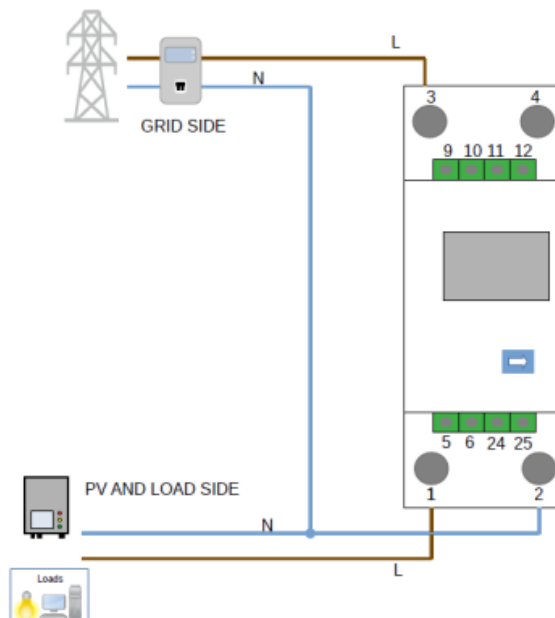 L
N
GRID SIDE
3 4
9 10 11 12
5 6 24 25
1 2
PV AND LOAD SIDE
N
L
Loads